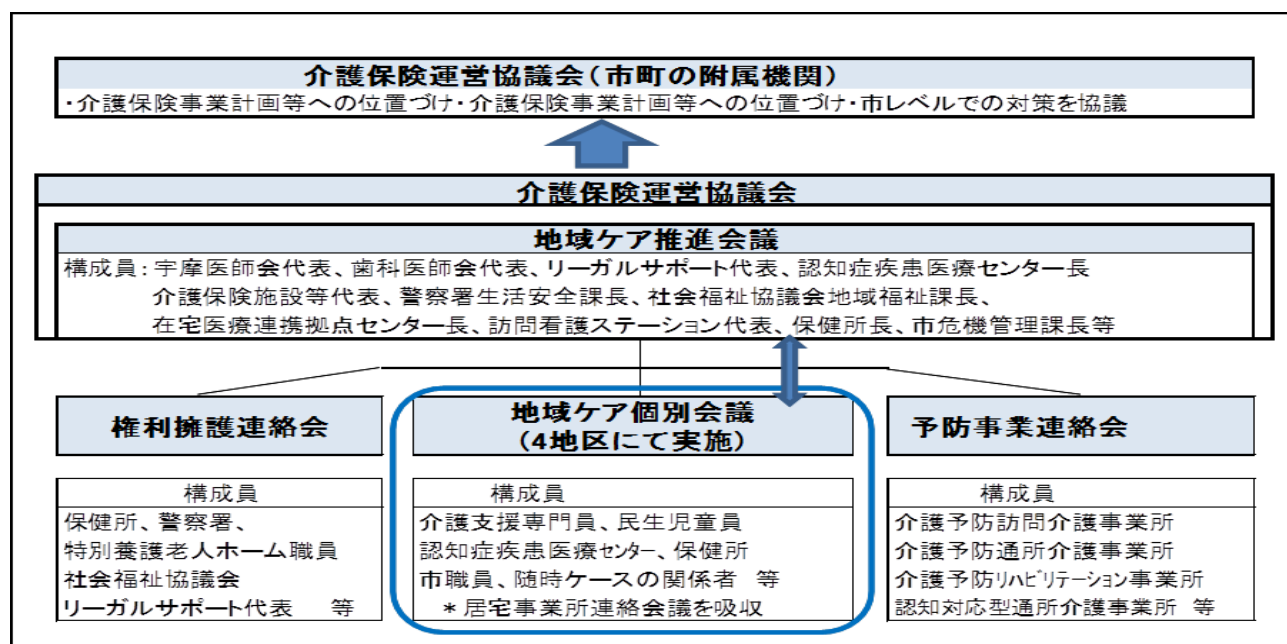 介護保険運営協議会（市町の附属機関）
・介護保険事業計画等への位置づけ・介護保険事業計画等への位置づけ・市レベルでの対策を協議
介護保険運営協議会
地域ケア推進会議
構成員：宇摩医師会代表、歯科医師会代表、リーガルサポート代表、認知症疾患医療センター長
介護保険施設等代表、警察署生活安全課長、社会福祉協議会地域福祉課長、
在宅医療連携拠点センター長、訪問看護ステーション代表、保健所長、市危機管理課長等
権利擁護連絡会
構成員
保健所、警察署、
特別養護老人ホーム職員
社会福祉協議会
リーガルサポート代表　等
地域ケア個別会議
（4地区にて実施）
構成員
介護支援専門員、民生児童員
認知症疾患医療ｾﾝﾀｰ、保健所
市職員、随時ケースの関係者　等
＊居宅事業所連絡会議を吸収
予防事業連絡会
構成員
介護予防訪問介護事業所
介護予防通所介護事業所
介護予防ﾘﾊﾋﾞﾘテーション事業所
認知対応型通所介護事業所　等